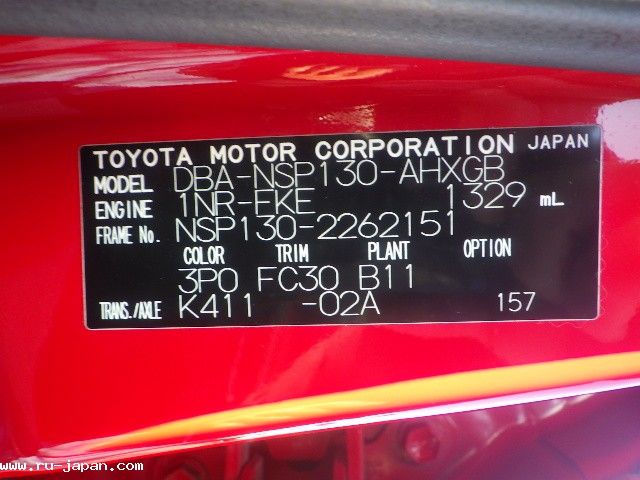 TOYOTA MOTOR CORPORATION JAPAN
MODEL DBA-NSP130-AHXGB
ENGINE 1NR-FKE 1329 mL
FRAME No. NSP130-2262151
COLOR TRIM PLANT OPTION
3P0 FC30 B11
TRANS./AXLE K411 -02A 157
www.ru-japan.com